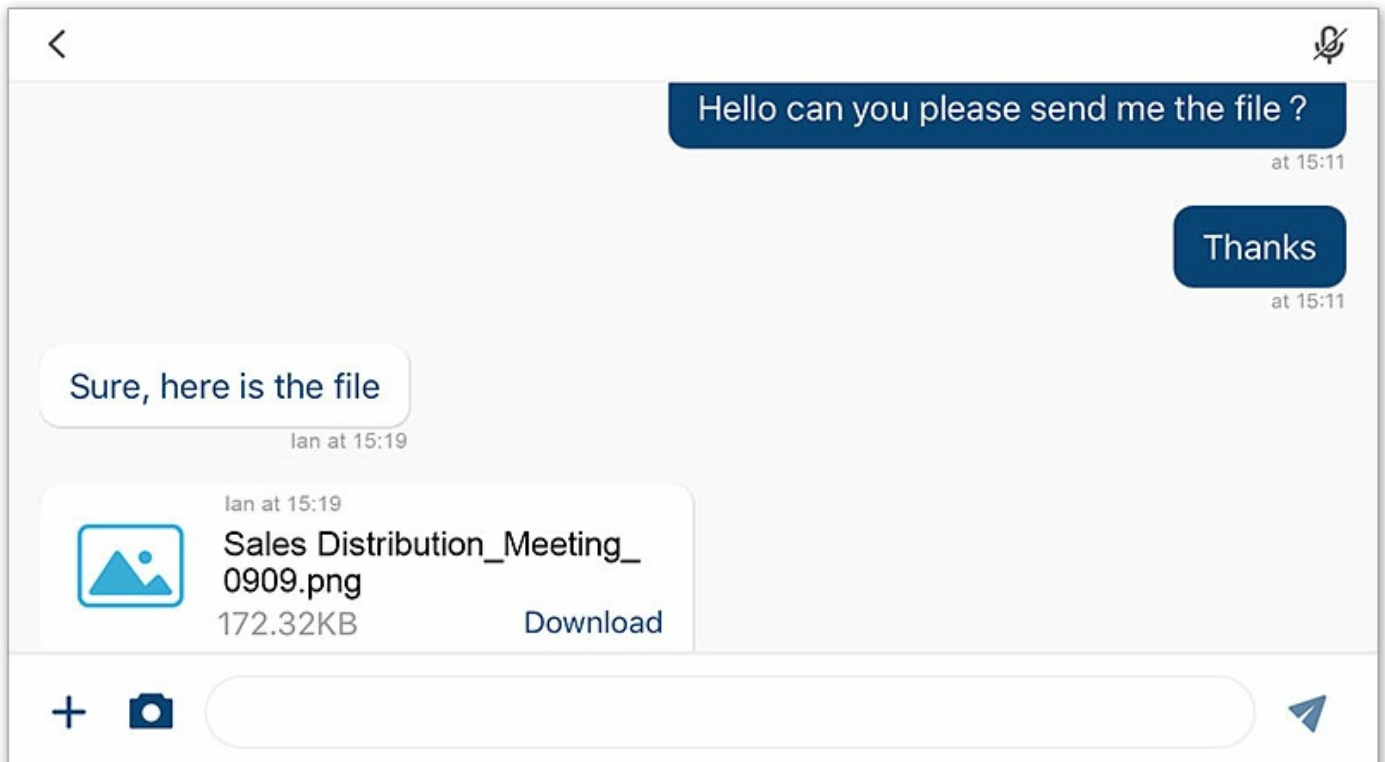 Hello can you please send me the file ?
at 15:11
Thanks
at 15:11
Sure, here is the file
Ian at 15:19
Ian at 15:19
Sales Distribution_Meeting_
0909.png
172.32KB
Download